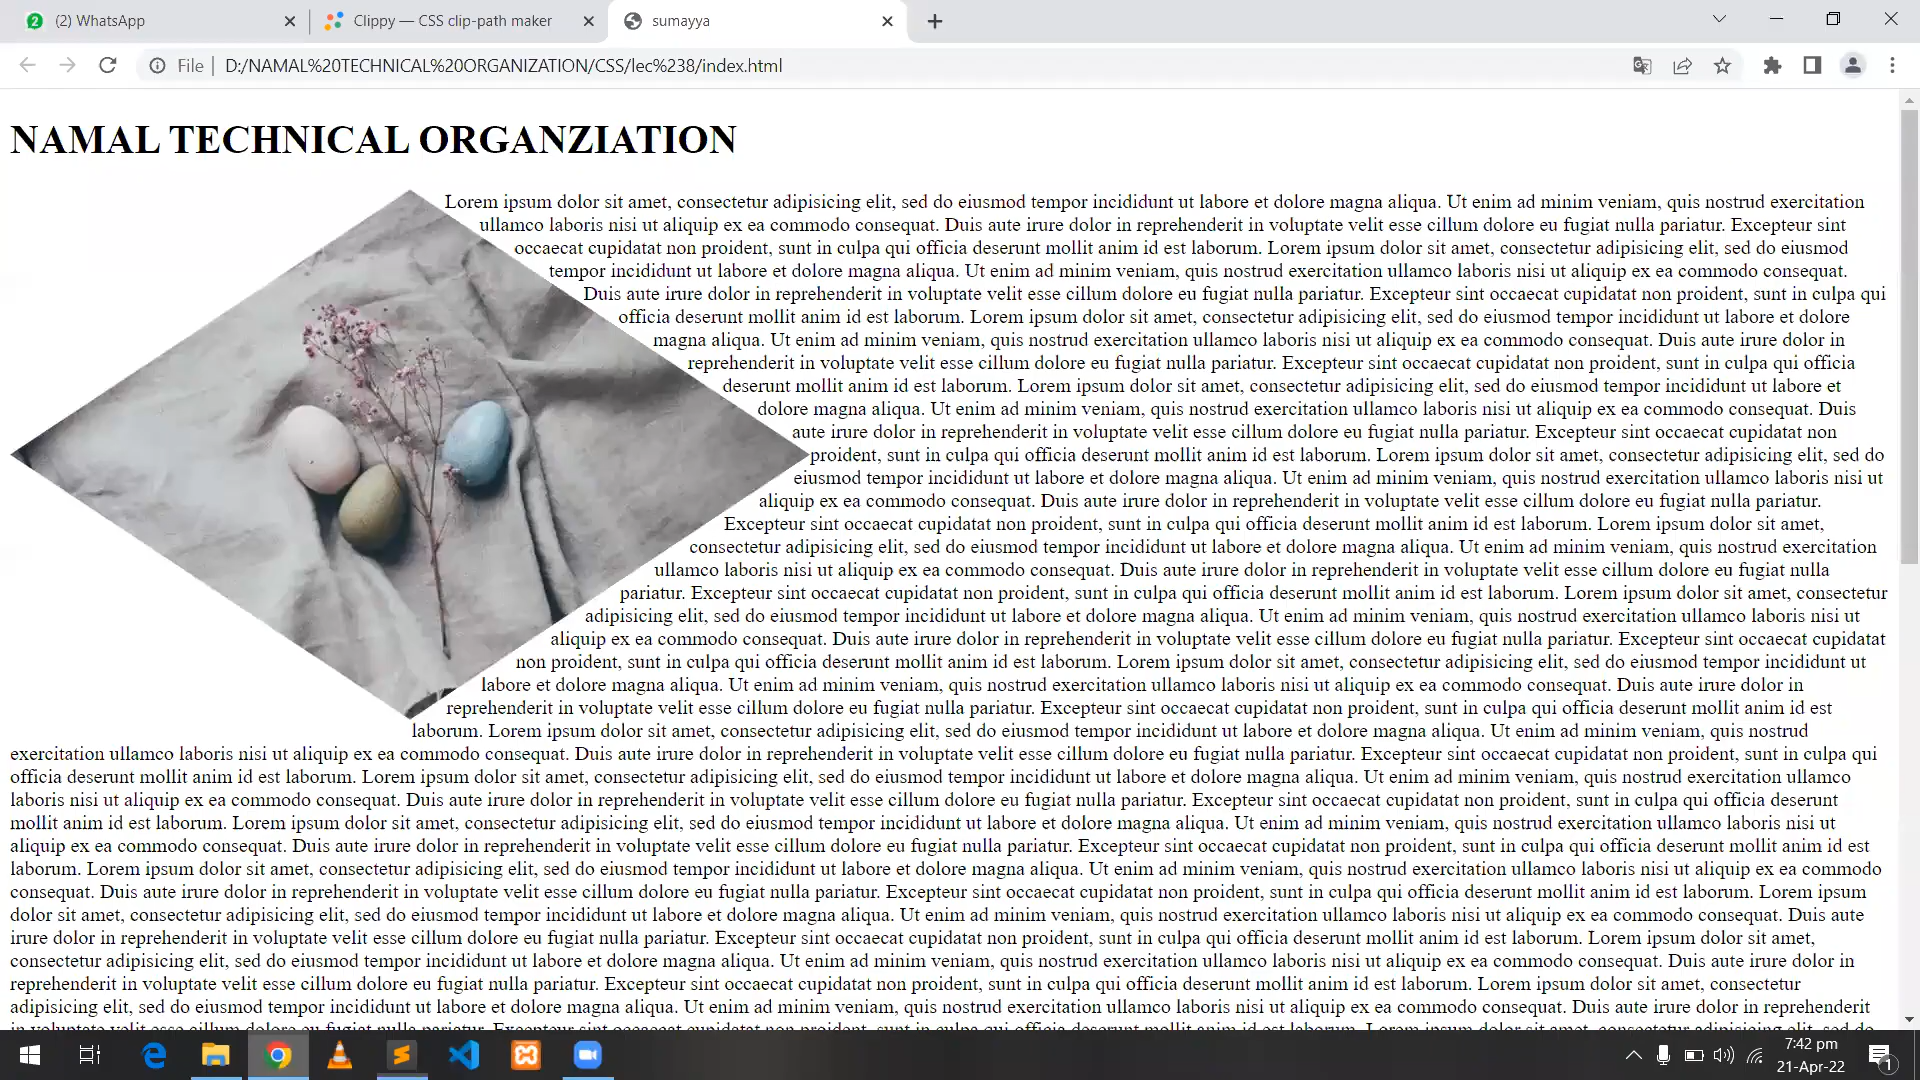 (2) WhatsApp
Clippy — CSS clip-path maker
sumayya
File
D:/NAMAL%20TECHNICAL%20ORGANIZATION/CSS/lec%238/index.html
NAMAL TECHNICAL ORGANZIATION
Lorem ipsum dolor sit amet, consectetur adipisicing elit, sed do eiusmod tempor incididunt ut labore et dolore magna aliqua. Ut enim ad minim veniam, quis nostrud exercitation
ullamco laboris nisi ut aliquip ex ea commodo consequat. Duis aute irure dolor in reprehenderit in voluptate velit esse cillum dolore eu fugiat nulla pariatur. Excepteur sint
occaecat cupidatat non proident, sunt in culpa qui officia deserunt mollit anim id est laborum. Lorem ipsum dolor sit amet, consectetur adipisicing elit, sed do eiusmod
tempor incididunt ut labore et dolore magna aliqua. Ut enim ad minim veniam, quis nostrud exercitation ullamco laboris nisi ut aliquip ex ea commodo consequat.
Duis aute irure dolor in reprehenderit in voluptate velit esse cillum dolore eu fugiat nulla pariatur. Excepteur sint occaecat cupidatat non proident, sunt in culpa qui
officia deserunt mollit anim id est laborum. Lorem ipsum dolor sit amet, consectetur adipisicing elit, sed do eiusmod tempor incididunt ut labore et dolore
magna aliqua. Ut enim ad minim veniam, quis nostrud exercitation ullamco laboris nisi ut aliquip ex ea commodo consequat. Duis aute irure dolor in
reprehenderit in voluptate velit esse cillum dolore eu fugiat nulla pariatur. Excepteur sint occaecat cupidatat non proident, sunt in culpa qui officia
deserunt mollit anim id est laborum. Lorem ipsum dolor sit amet, consectetur adipisicing elit, sed do eiusmod tempor incididunt ut labore et
dolore magna aliqua. Ut enim ad minim veniam, quis nostrud exercitation ullamco laboris nisi ut aliquip ex ea commodo consequat. Duis
aute irure dolor in reprehenderit in voluptate velit esse cillum dolore eu fugiat nulla pariatur. Excepteur sint occaecat cupidatat non
proident, sunt in culpa qui officia deserunt mollit anim id est laborum. Lorem ipsum dolor sit amet, consectetur adipisicing elit, sed do
eiusmod tempor incididunt ut labore et dolore magna aliqua. Ut enim ad minim veniam, quis nostrud exercitation ullamco laboris nisi ut
aliquip ex ea commodo consequat. Duis aute irure dolor in reprehenderit in voluptate velit esse cillum dolore eu fugiat nulla pariatur.
Excepteur sint occaecat cupidatat non proident, sunt in culpa qui officia deserunt mollit anim id est laborum. Lorem ipsum dolor sit amet,
consectetur adipisicing elit, sed do eiusmod tempor incididunt ut labore et dolore magna aliqua. Ut enim ad minim veniam, quis nostrud exercitation
ullamco laboris nisi ut aliquip ex ea commodo consequat. Duis aute irure dolor in reprehenderit in voluptate velit esse cillum dolore eu fugiat nulla
pariatur. Excepteur sint occaecat cupidatat non proident, sunt in culpa qui officia deserunt mollit anim id est laborum. Lorem ipsum dolor sit amet, consectetur
adipisicing elit, sed do eiusmod tempor incididunt ut labore et dolore magna aliqua. Ut enim ad minim veniam, quis nostrud exercitation ullamco laboris nisi ut
aliquip ex ea commodo consequat. Duis aute irure dolor in reprehenderit in voluptate velit esse cillum dolore eu fugiat nulla pariatur. Excepteur sint occaecat cupidatat
non proident, sunt in culpa qui officia deserunt mollit anim id est laborum. Lorem ipsum dolor sit amet, consectetur adipisicing elit, sed do eiusmod tempor incididunt ut
labore et dolore magna aliqua. Ut enim ad minim veniam, quis nostrud exercitation ullamco laboris nisi ut aliquip ex ea commodo consequat. Duis aute irure dolor in
reprehenderit in voluptate velit esse cillum dolore eu fugiat nulla pariatur. Excepteur sint occaecat cupidatat non proident, sunt in culpa qui officia deserunt mollit anim id est
laborum. Lorem ipsum dolor sit amet, consectetur adipisicing elit, sed do eiusmod tempor incididunt ut labore et dolore magna aliqua. Ut enim ad minim veniam, quis nostrud
exercitation ullamco laboris nisi ut aliquip ex ea commodo consequat. Duis aute irure dolor in reprehenderit in voluptate velit esse cillum dolore eu fugiat nulla pariatur. Excepteur sint occaecat cupidatat non proident, sunt in culpa qui
officia deserunt mollit anim id est laborum. Lorem ipsum dolor sit amet, consectetur adipisicing elit, sed do eiusmod tempor incididunt ut labore et dolore magna aliqua. Ut enim ad minim veniam, quis nostrud exercitation ullamco
laboris nisi ut aliquip ex ea commodo consequat. Duis aute irure dolor in reprehenderit in voluptate velit esse cillum dolore eu fugiat nulla pariatur. Excepteur sint occaecat cupidatat non proident, sunt in culpa qui officia deserunt
mollit anim id est laborum. Lorem ipsum dolor sit amet, consectetur adipisicing elit, sed do eiusmod tempor incididunt ut labore et dolore magna aliqua. Ut enim ad minim veniam, quis nostrud exercitation ullamco laboris nisi ut
aliquip ex ea commodo consequat. Duis aute irure dolor in reprehenderit in voluptate velit esse cillum dolore eu fugiat nulla pariatur. Excepteur sint occaecat cupidatat non proident, sunt in culpa qui officia deserunt mollit anim id est
laborum. Lorem ipsum dolor sit amet, consectetur adipisicing elit, sed do eiusmod tempor incididunt ut labore et dolore magna aliqua. Ut enim ad minim veniam, quis nostrud exercitation ullamco laboris nisi ut aliquip ex ea commodo
consequat. Duis aute irure dolor in reprehenderit in voluptate velit esse cillum dolore eu fugiat nulla pariatur. Excepteur sint occaecat cupidatat non proident, sunt in culpa qui officia deserunt mollit anim id est laborum. Lorem ipsum
dolor sit amet, consectetur adipisicing elit, sed do eiusmod tempor incididunt ut labore et dolore magna aliqua. Ut enim ad minim veniam, quis nostrud exercitation ullamco laboris nisi ut aliquip ex ea commodo consequat. Duis aute
irure dolor in reprehenderit in voluptate velit esse cillum dolore eu fugiat nulla pariatur. Excepteur sint occaecat cupidatat non proident, sunt in culpa qui officia deserunt mollit anim id est laborum. Lorem ipsum dolor sit amet,
consectetur adipisicing elit, sed do eiusmod tempor incididunt ut labore et dolore magna aliqua. Ut enim ad minim veniam, quis nostrud exercitation ullamco laboris nisi ut aliquip ex ea commodo consequat. Duis aute irure dolor in
reprehenderit in voluptate velit esse cillum dolore eu fugiat nulla pariatur. Excepteur sint occaecat cupidatat non proident, sunt in culpa qui officia deserunt mollit anim id est laborum. Lorem ipsum dolor sit amet, consectetur
adipisicing elit, sed do eiusmod tempor incididunt ut labore et dolore magna aliqua. Ut enim ad minim veniam, quis nostrud exercitation ullamco laboris nisi ut aliquip ex ea commodo consequat. Duis aute irure dolor in reprehenderit
in voluptate velit esse cillum dolore eu fugiat nulla pariatur. Excepteur sint occaecat cupidatat non proident, sunt in culpa qui officia deserunt mollit anim id est laborum. Lorem ipsum dolor sit amet, consectetur adipisicing elit, sed do
7:42 pm
21-Apr-22
1